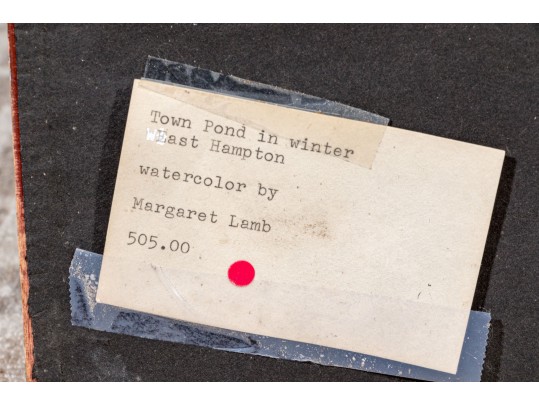 Town Pond in winter
East Hampton
watercolor by
Margaret Lamb
505.00